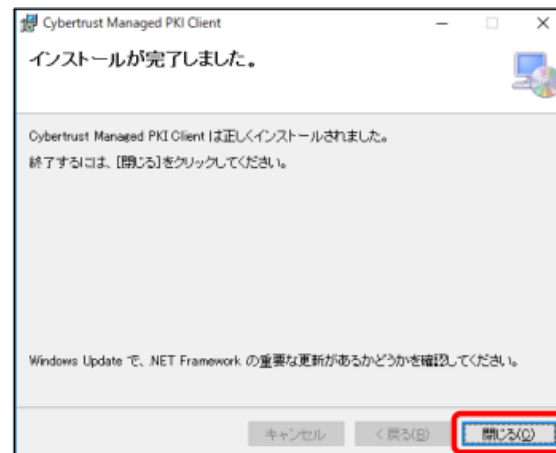 Cybertrust Managed PKI Client
インストールが完了しました。
Cybertrust Managed PKI Client は正しくインストールされました。
終了するには、[閉じる]をクリックしてください。
Windows Update で、.NET Framework の重要な更新があるかどうかを確認してください。
キャンセル
< 戻る(B)
閉じる(C)